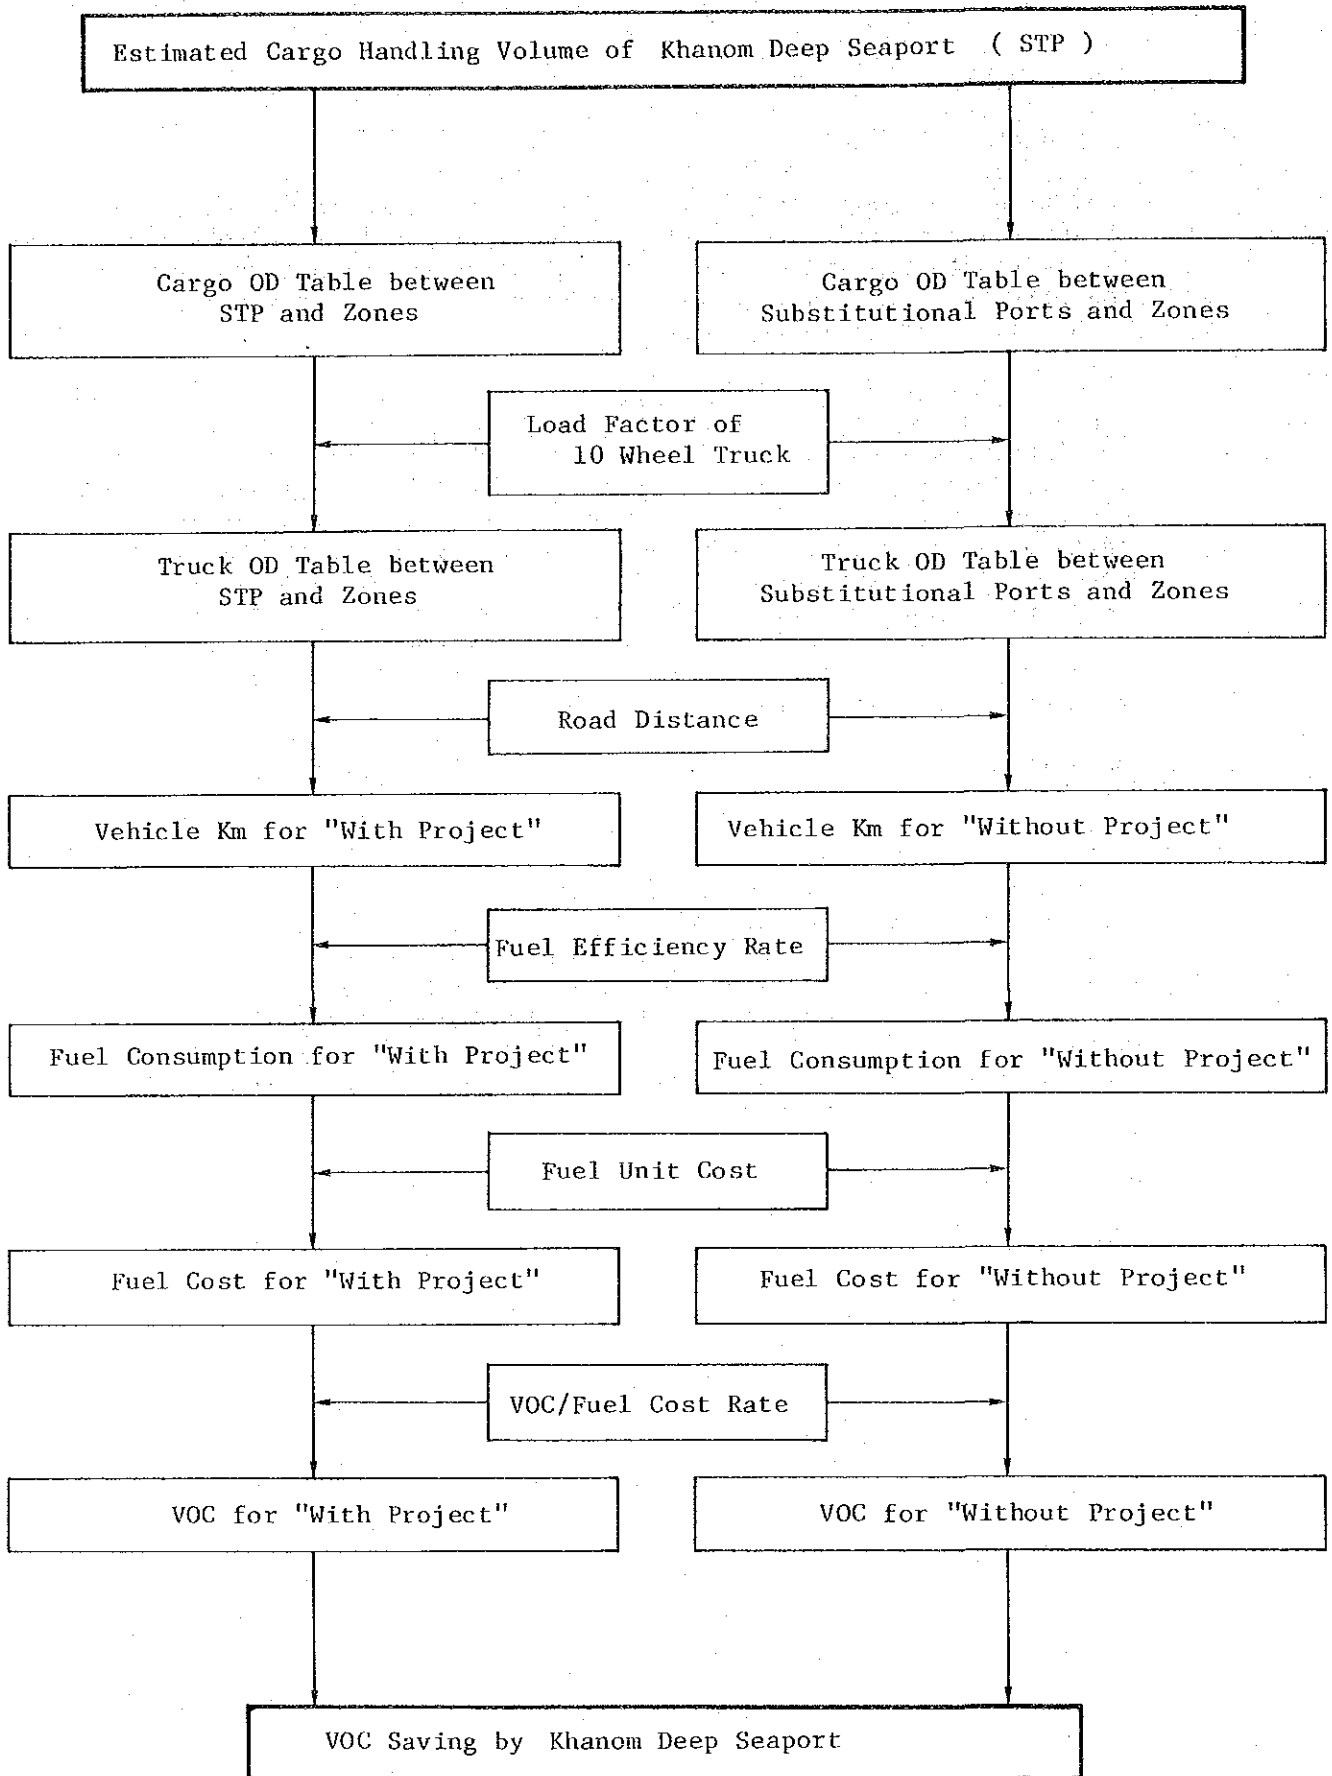 Estimated Cargo Handling Volume of Khanom Deep Seaport ( STP )
Cargo OD Table between
STP and Zones
Cargo OD Table between
Substitutional Ports and Zones
Load Factor of
10 Wheel Truck
Truck OD Table between
STP and Zones
Truck OD Table between
Substitutional Ports and Zones
Road Distance
Vehicle Km for "With Project"
Vehicle Km for "Without Project"
Fuel Efficiency Rate
Fuel Consumption for "With Project"
Fuel Consumption for "Without Project"
Fuel Unit Cost
Fuel Cost for "With Project"
Fuel Cost for "Without Project"
VOC/Fuel Cost Rate
VOC for "With Project"
VOC for "Without Project"
VOC Saving by Khanom Deep Seaport